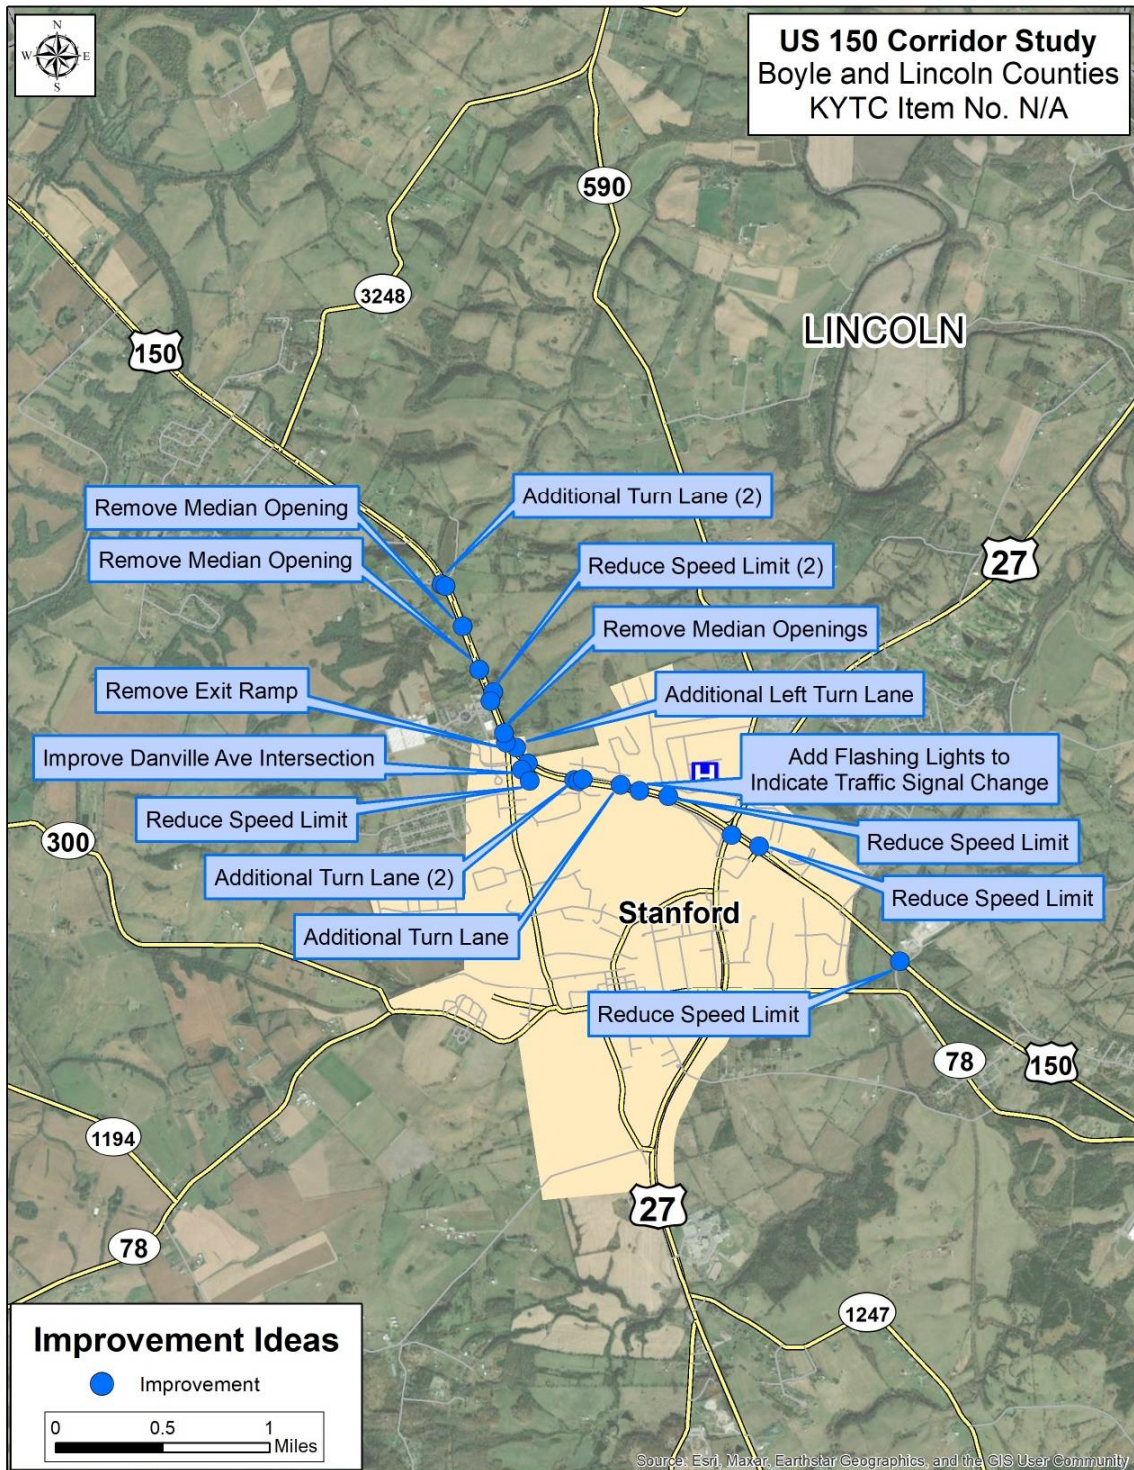 N
W E
S
US 150 Corridor Study
Boyle and Lincoln Counties
KYTC Item No. N/A
590
3248
LINCOLN
150
Remove Median Opening
Additional Turn Lane (2)
Remove Median Opening
Reduce Speed Limit (2)
27
Remove Median Openings
Remove Exit Ramp
Additional Left Turn Lane
Improve Danville Ave Intersection
Add Flashing Lights to
Indicate Traffic Signal Change
H
Reduce Speed Limit
300
Reduce Speed Limit
Additional Turn Lane (2)
Reduce Speed Limit
Stanford
Additional Turn Lane
Reduce Speed Limit
78
150
1194
27
78
1247
Improvement Ideas
Improvement
0 0.5 1
Miles
Source: Esri, Maxar, Earthstar Geographics, and the GIS User Community